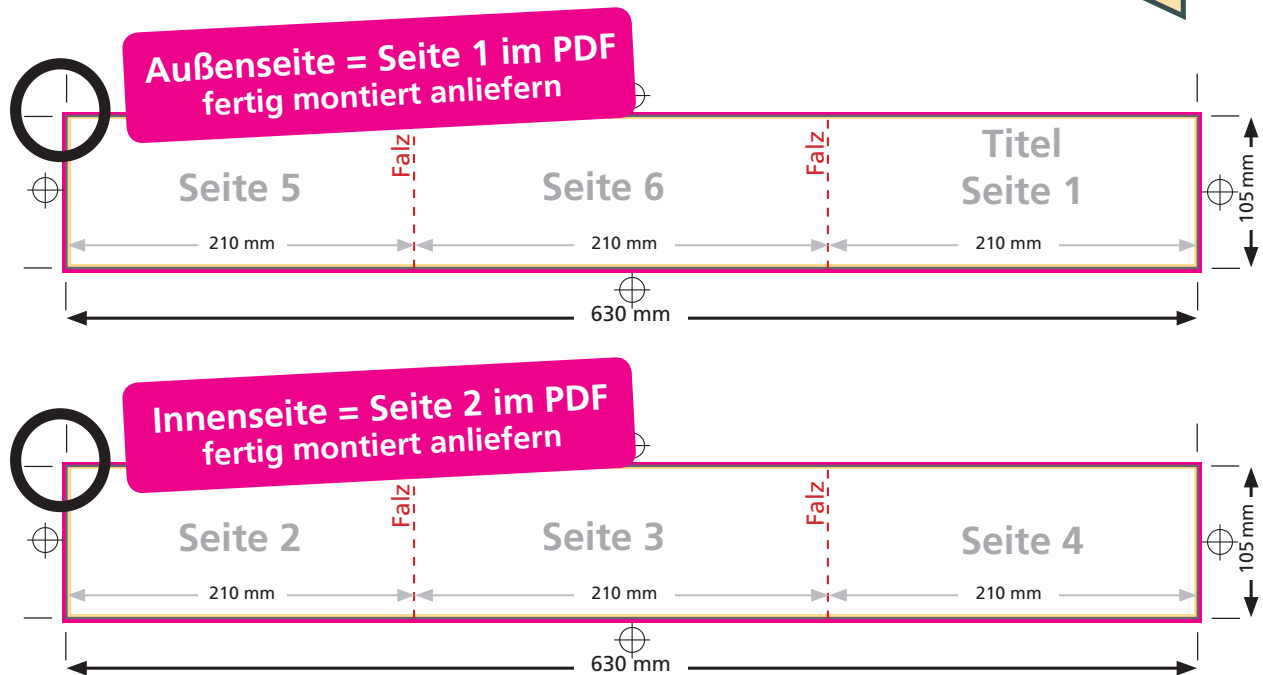 Außenseite = Seite 1 im PDF
fertig montiert anliefern
Falz
Falz
Titel
Seite 5
Seite 6
Seite 1
105 mm
210 mm
210 mm
210 mm
630 mm
Innenseite = Seite 2 im PDF
fertig montiert anliefern
Falz
Falz
Seite 2
Seite 3
Seite 4
105 mm
210 mm
210 mm
210 mm
630 mm